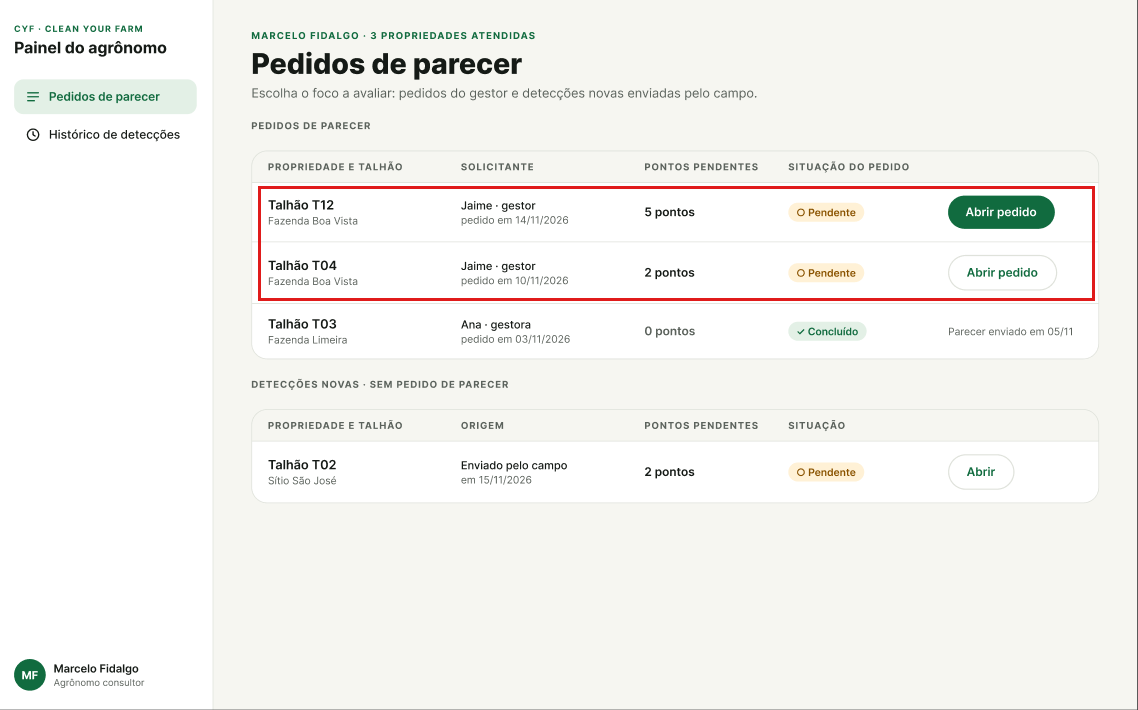 CYF · CLEAN YOUR FARM
Painel do agrônomo
Pedidos de parecer
Histórico de detecções
MARCELO FIDALGO · 3 PROPRIEDADES ATENDIDAS
Pedidos de parecer
Escolha o foco a avaliar: pedidos do gestor e detecções novas enviadas pelo campo.
PEDIDOS DE PARECER
PROPRIEDADE E TALHÃO SOLICITANTE PONTOS PENDENTES SITUAÇÃO DO PEDIDO
Talhão T12 Jaime · gestor 5 pontos Pendente Abrir pedido
Fazenda Boa Vista pedido em 14/11/2026
Talhão T04 Jaime · gestor 2 pontos Pendente Abrir pedido
Fazenda Boa Vista pedido em 10/11/2026
Talhão T03 Ana · gestora 0 pontos ✓ Concluído Parecer enviado em 05/11
Fazenda Limeira pedido em 03/11/2026
DETECÇÕES NOVAS · SEM PEDIDO DE PARECER
PROPRIEDADE E TALHÃO ORIGEM PONTOS PENDENTES SITUAÇÃO
Talhão T02 Enviado pelo campo 2 pontos Pendente Abrir
Sítio São José em 15/11/2026
MF Marcelo Fidalgo
Agrônomo consultor